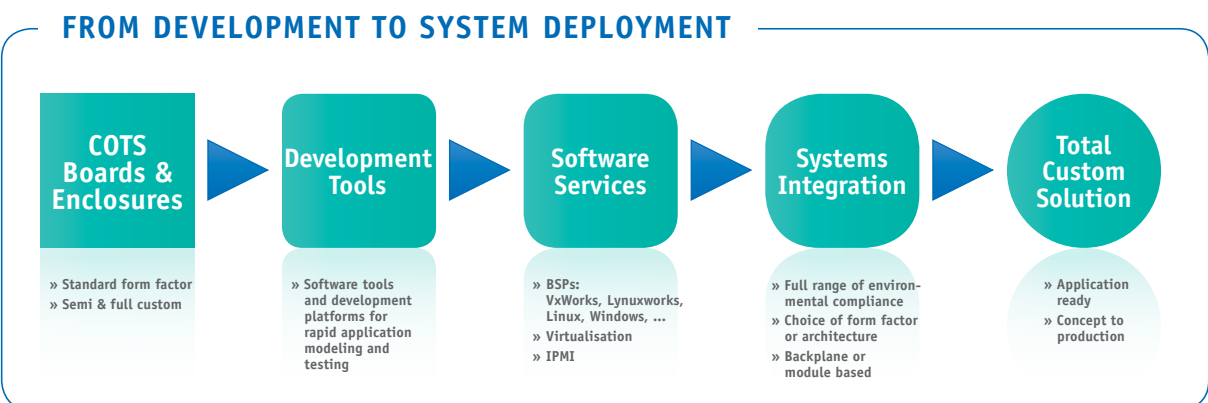 FROM DEVELOPMENT TO SYSTEM DEPLOYMENT
COTS
Boards &
Enclosures
» Standard form factor
» Semi & full custom
Development
Tools
» Software tools
and development
platforms for
rapid application
modeling and
testing
Software
Services
» BSPs:
VxWorks, Lynuxworks,
Linux, Windows, ...
» Virtualisation
» IPMI
Systems
Integration
» Full range of environ-
mental compliance
» Choice of form factor
or architecture
» Backplane or
module based
Total
Custom
Solution
» Application
ready
» Concept to
production